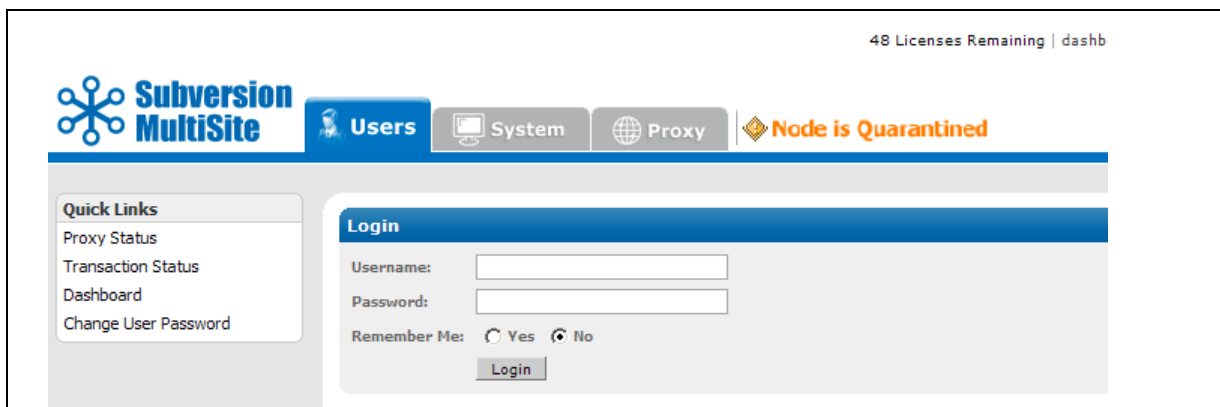 48 Licenses Remaining | dashb
Subversion
MultiSite
Users
System
Proxy
Node is Quarantined
Quick Links
Proxy Status
Transaction Status
Dashboard
Change User Password
Login
Username:
Password:
Remember Me: Yes No
Login